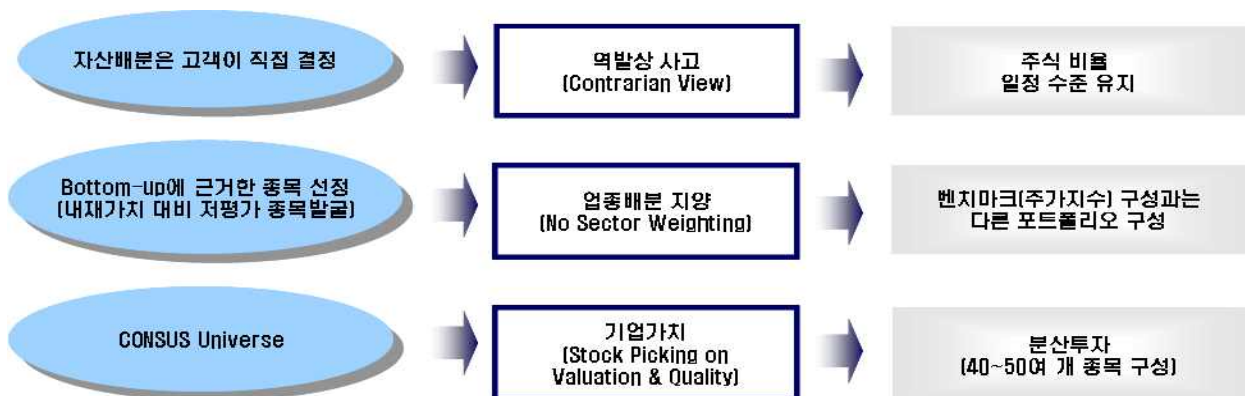 자산배분은 고객이 직접 결정
역발상 사고
(Contrarian View)
주식 비율
일정 수준 유지
Bottom-up에 근거한 종목 선정
(내재가치 대비 저평가 종목발굴)
업종배분 지양
(No Sector Weighting)
벤치마크(주가지수) 구성과는
다른 포트폴리오 구성
CONSUS Universe
기업가치
(Stock Picking on
Valuation & Quality)
분산투자
(40~50여 개 종목 구성)